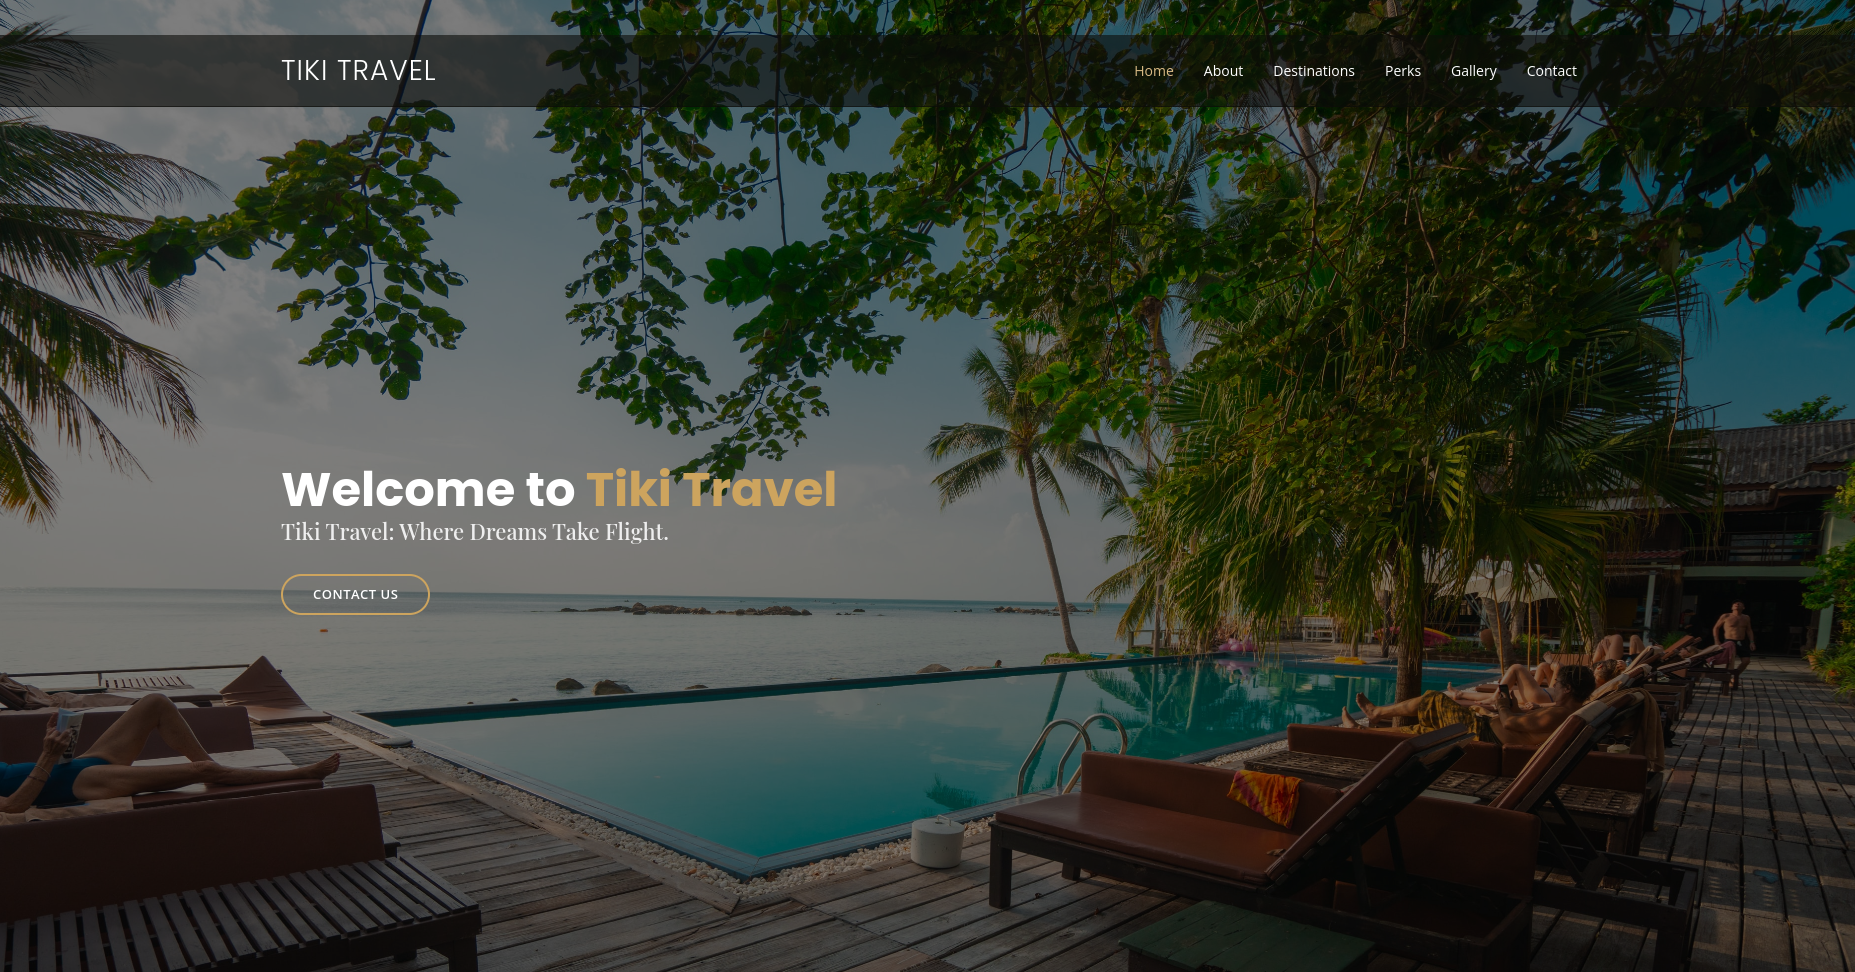 TIKI TRAVEL
Home About Destinations Perks Gallery Contact
Welcome to Tiki Travel
Tiki Travel: Where Dreams Take Flight.
CONTACT US